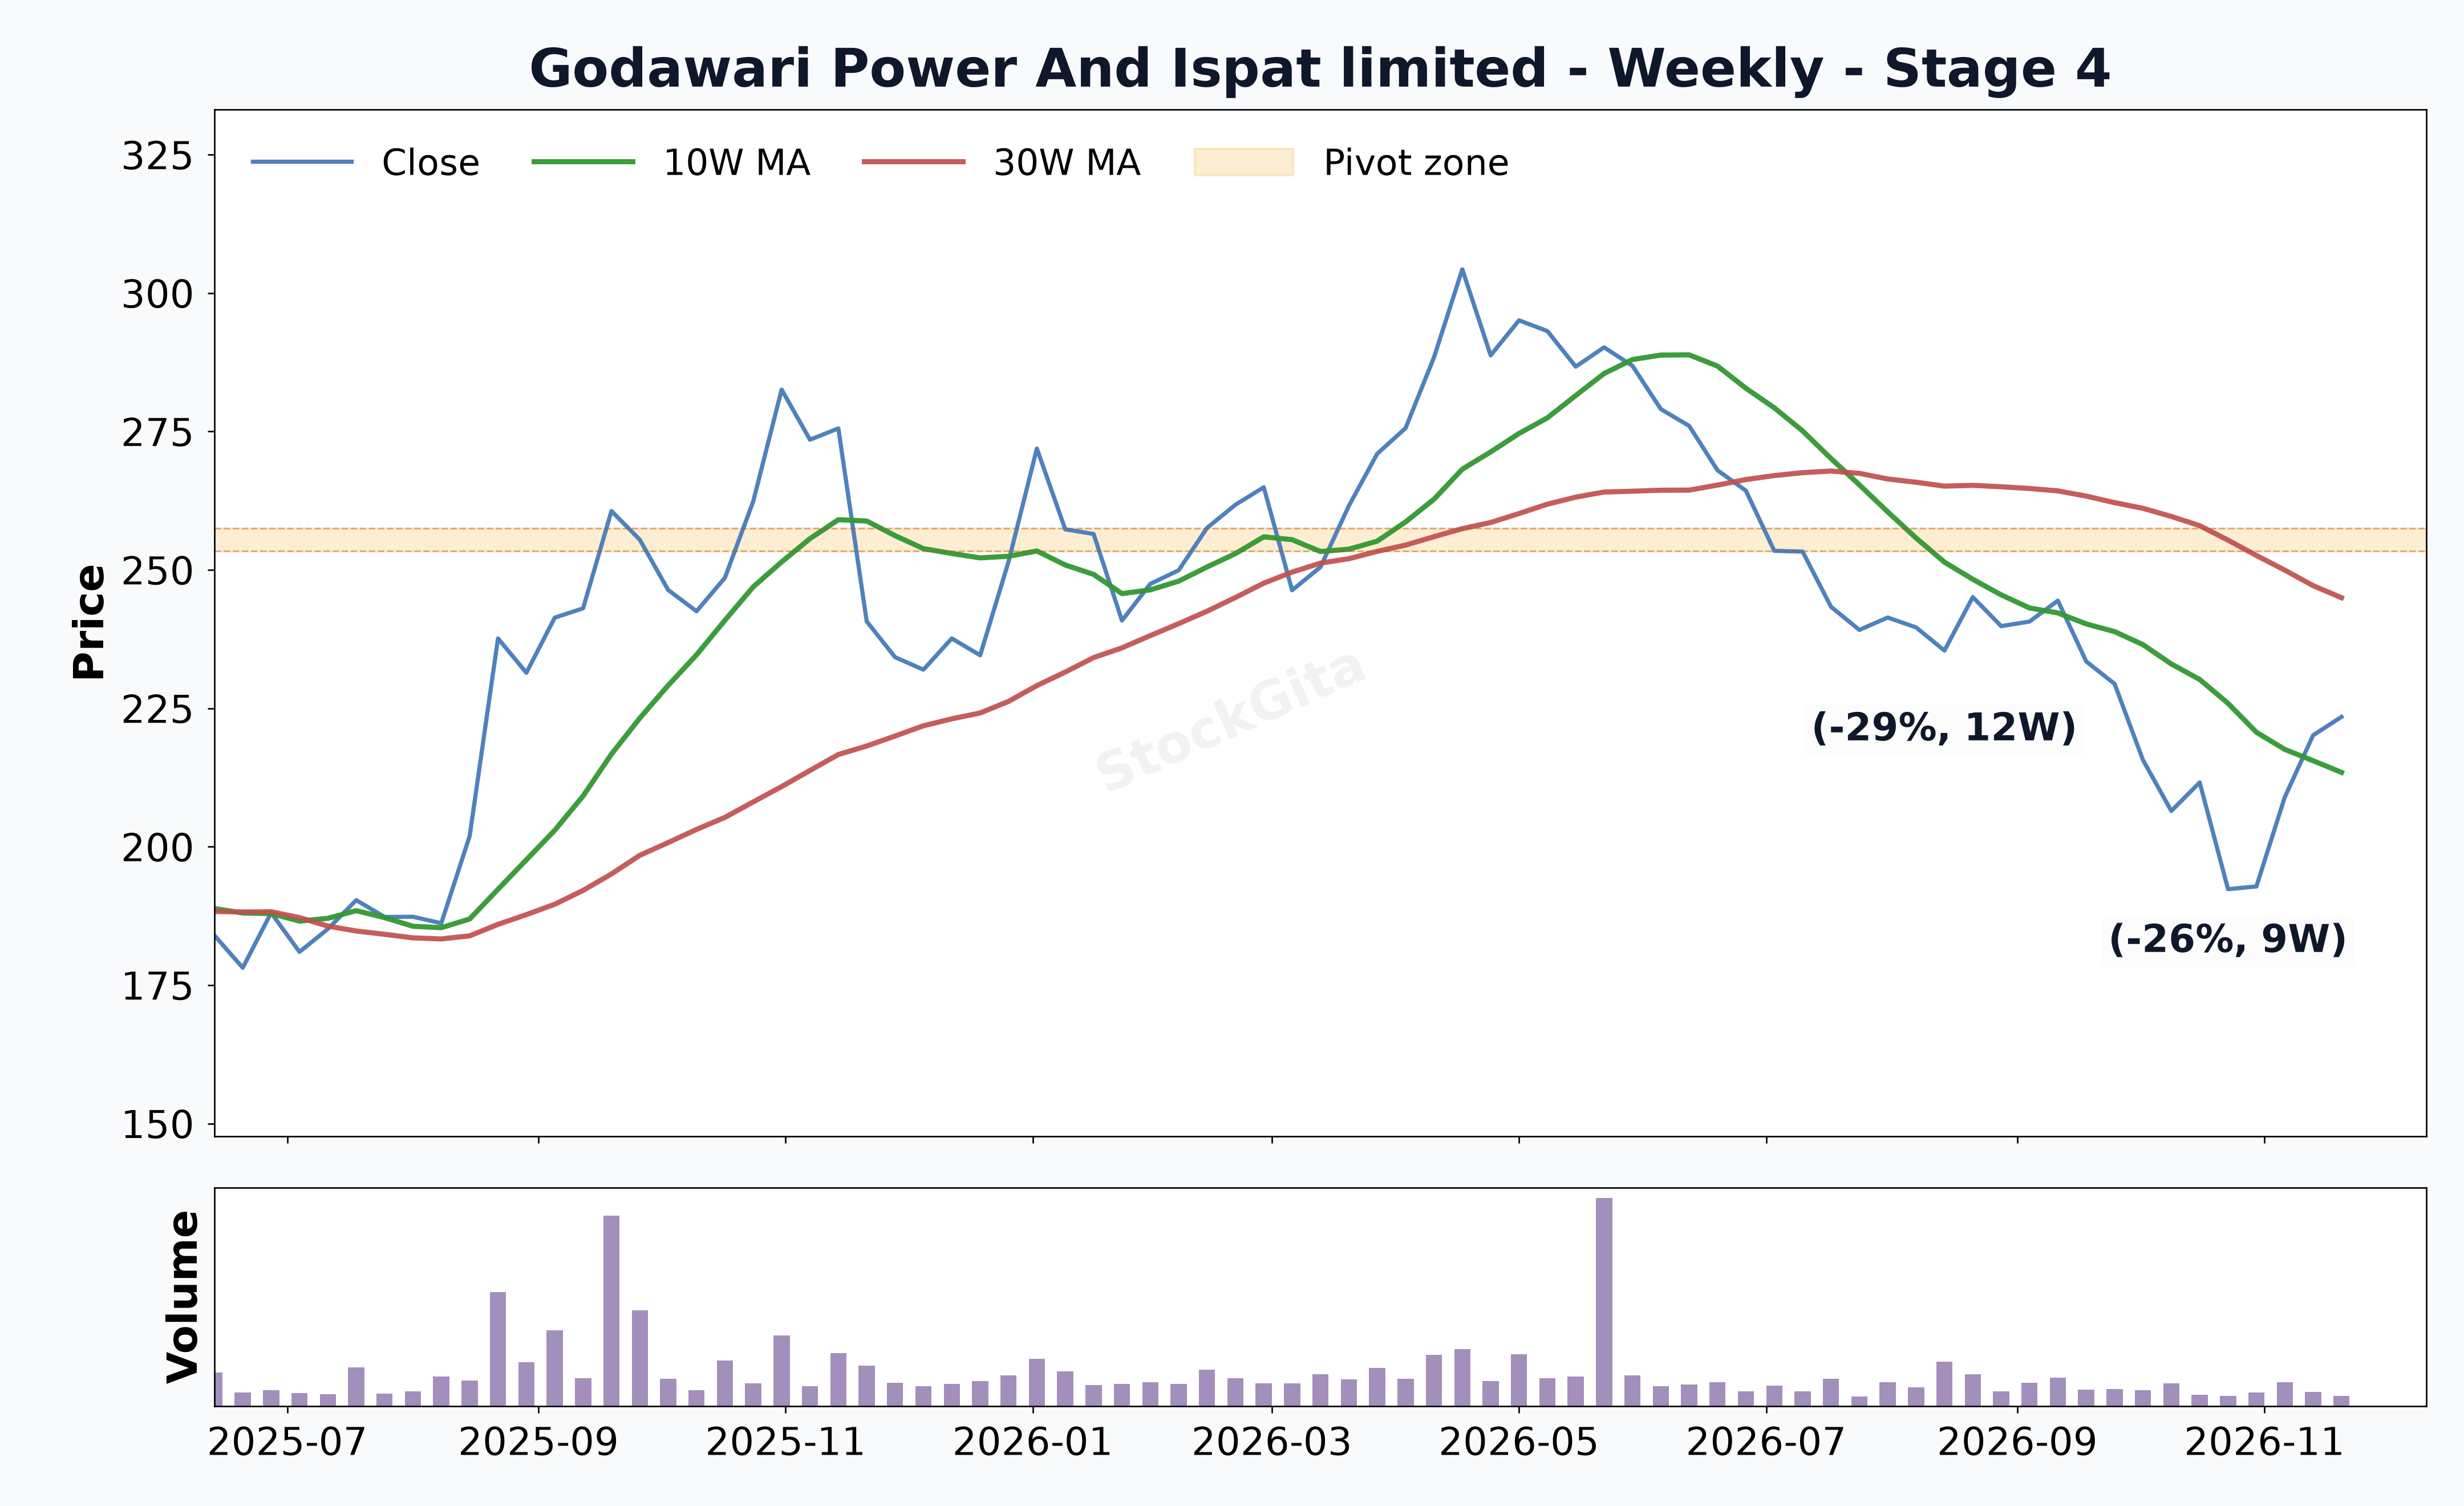 Godawari Power And Ispat limited - Weekly - Stage 4
Close 10W MA 30W MA Pivot zone
325
300
275
250
225
200
175
150
Price
StockGita
(-29%, 12W)
(-26%, 9W)
Volume
2025-07 2025-09 2025-11 2026-01 2026-03 2026-05 2026-07 2026-09 2026-11